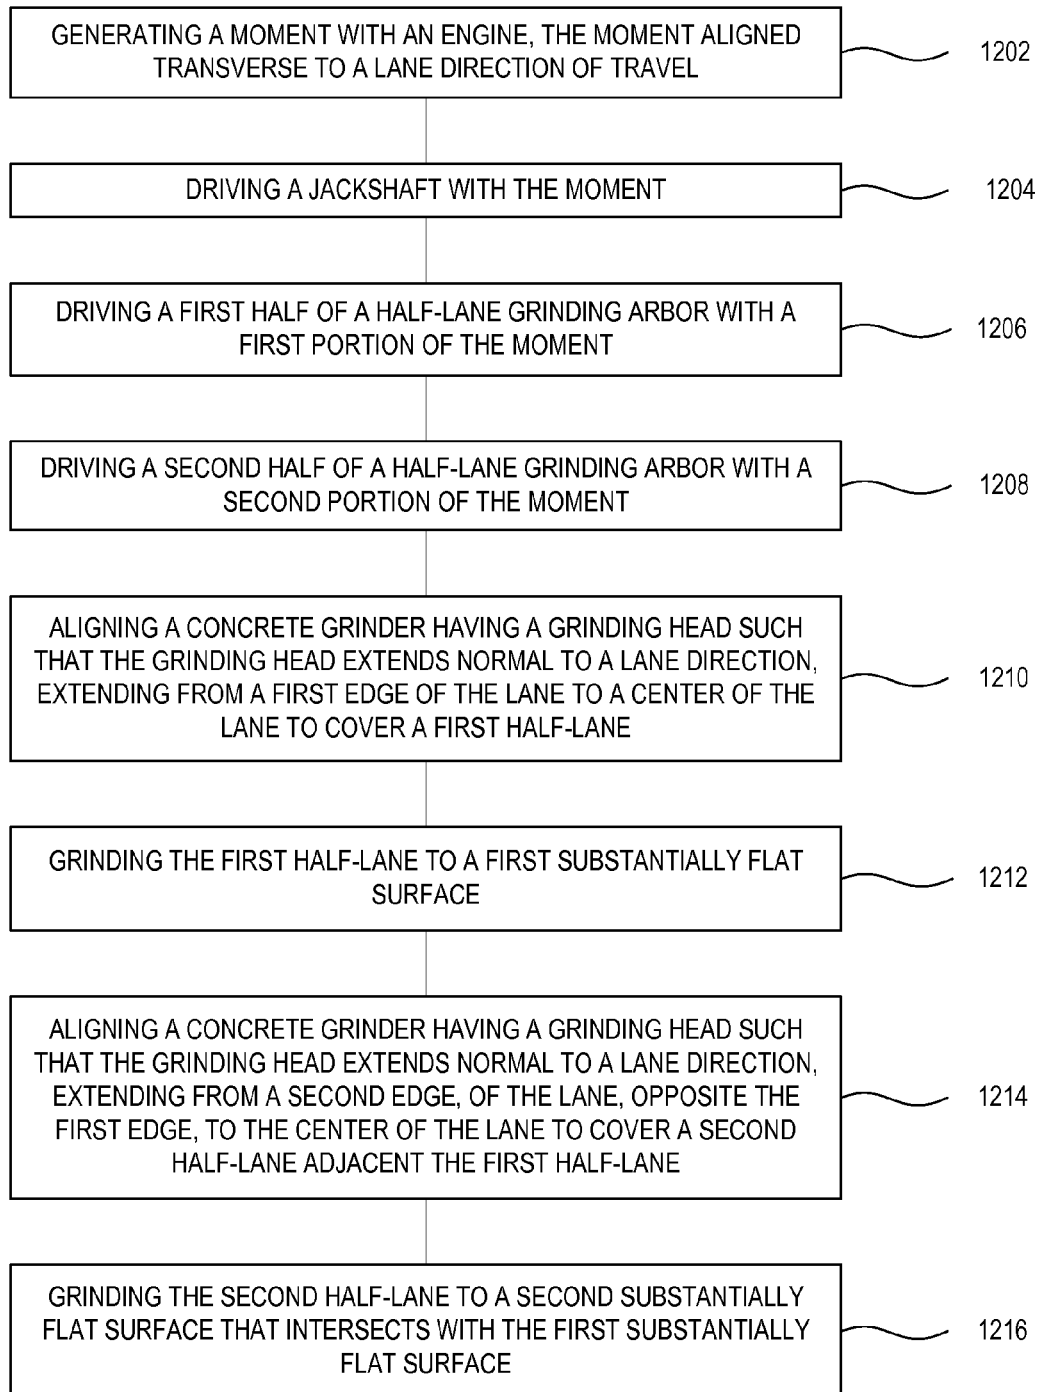 GENERATING A MOMENT WITH AN ENGINE, THE MOMENT ALIGNED
TRANSVERSE TO A LANE DIRECTION OF TRAVEL
1202
DRIVING A JACKSHAFT WITH THE MOMENT
1204
DRIVING A FIRST HALF OF A HALF-LANE GRINDING ARBOR WITH A
FIRST PORTION OF THE MOMENT
1206
DRIVING A SECOND HALF OF A HALF-LANE GRINDING ARBOR WITH A
SECOND PORTION OF THE MOMENT
1208
ALIGNING A CONCRETE GRINDER HAVING A GRINDING HEAD SUCH
THAT THE GRINDING HEAD EXTENDS NORMAL TO A LANE DIRECTION,
EXTENDING FROM A FIRST EDGE OF THE LANE TO A CENTER OF THE
LANE TO COVER A FIRST HALF-LANE
1210
GRINDING THE FIRST HALF-LANE TO A FIRST SUBSTANTIALLY FLAT
SURFACE
1212
ALIGNING A CONCRETE GRINDER HAVING A GRINDING HEAD SUCH
THAT THE GRINDING HEAD EXTENDS NORMAL TO A LANE DIRECTION,
EXTENDING FROM A SECOND EDGE, OF THE LANE, OPPOSITE THE
FIRST EDGE, TO THE CENTER OF THE LANE TO COVER A SECOND
HALF-LANE ADJACENT THE FIRST HALF-LANE
1214
GRINDING THE SECOND HALF-LANE TO A SECOND SUBSTANTIALLY
FLAT SURFACE THAT INTERSECTS WITH THE FIRST SUBSTANTIALLY
FLAT SURFACE
1216